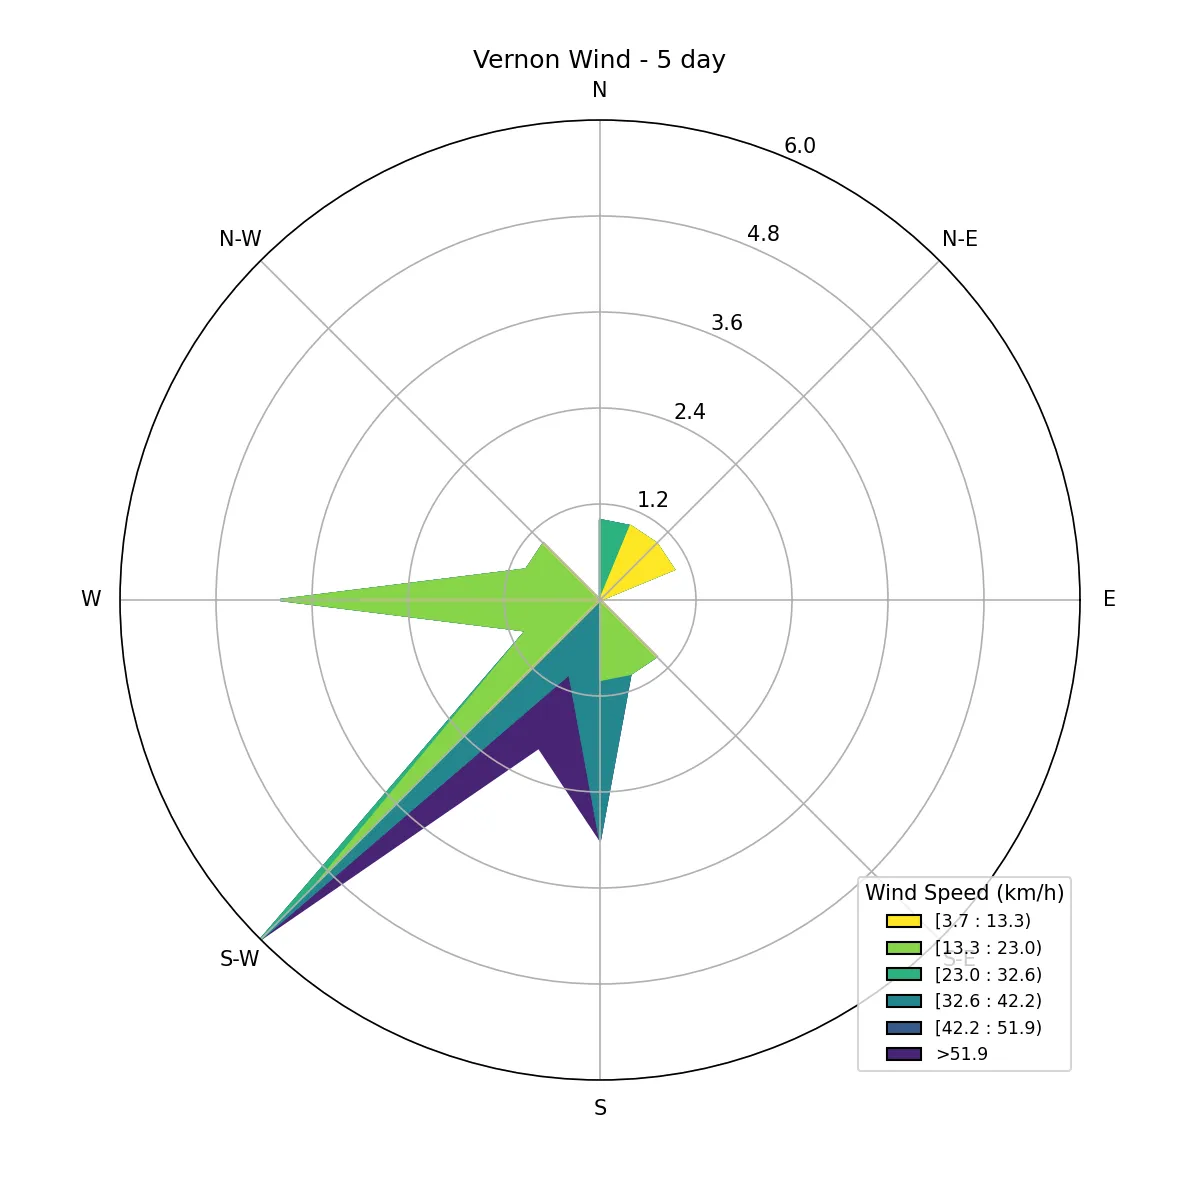 Vernon Wind - 5 day
N
6.0
N-W
4.8
N-E
3.6
2.4
1.2
W
E
S-W
S-E
S
Wind Speed (km/h)
[3.7 : 13.3)
[13.3 : 23.0)
[23.0 : 32.6)
[32.6 : 42.2)
[42.2 : 51.9)
>51.9